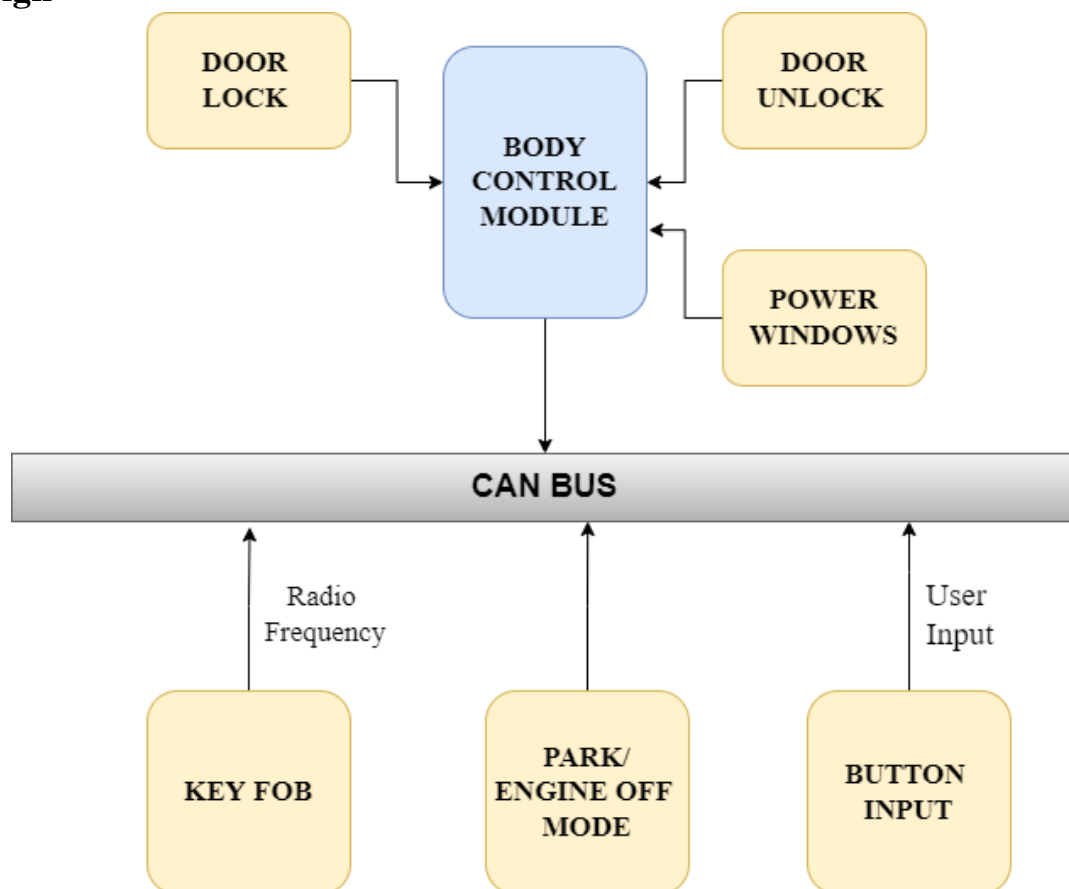 DOOR
LOCK
BODY
CONTROL
MODULE
DOOR
UNLOCK
POWER
WINDOWS
CAN BUS
Radio
Frequency
User
Input
KEY FOB
PARK/
ENGINE OFF
MODE
BUTTON
INPUT